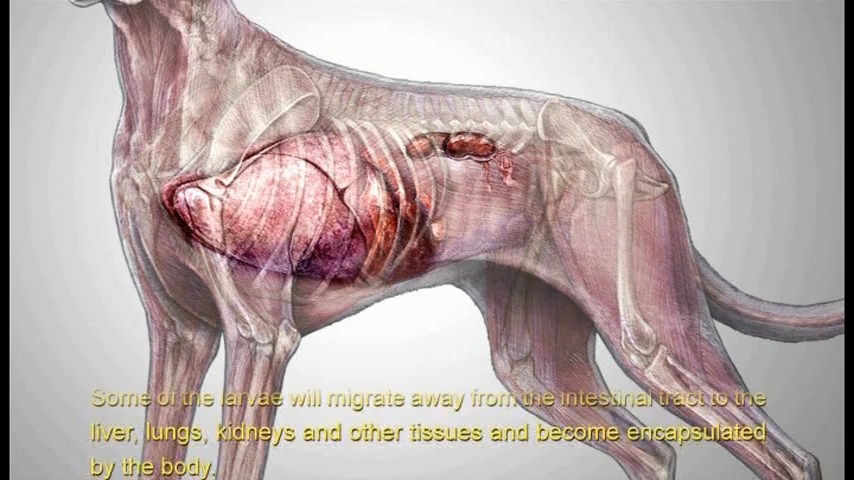 Some of the larvae will migrate away from the intestinal tract to the
liver, lungs, kidneys and other tissues and become encapsulated
by the body.